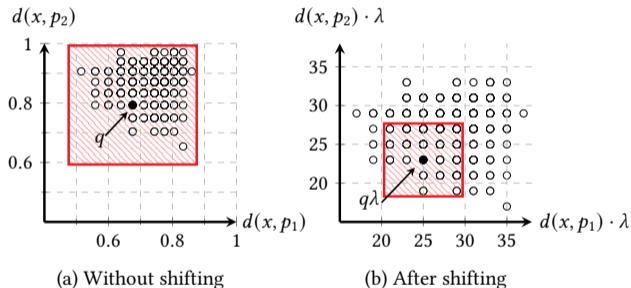 d(x, p₂)
1
0.8
0.6
q
0.6
0.8
1
d(x, p₁)
(a) Without shifting
d(x, p₂) · λ
35
30
25
20
qλ
20
25
30
35
d(x, p₁) · λ
(b) After shifting